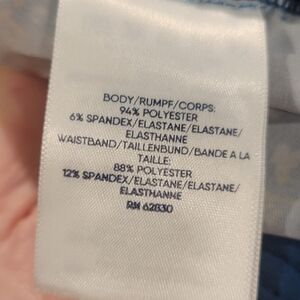 BODY/RUMPF/CORPS:
94% POLYESTER
6% SPANDEX/ELASTANE/ELASTANE/
ELASTHANNE
WAISTBAND/TAILLENBUND/BANDE A LA
TAILLE:
88% POLYESTER
12% SPANDEX/ELASTANE/ELASTANE/
ELASTHANNE
RN 62830